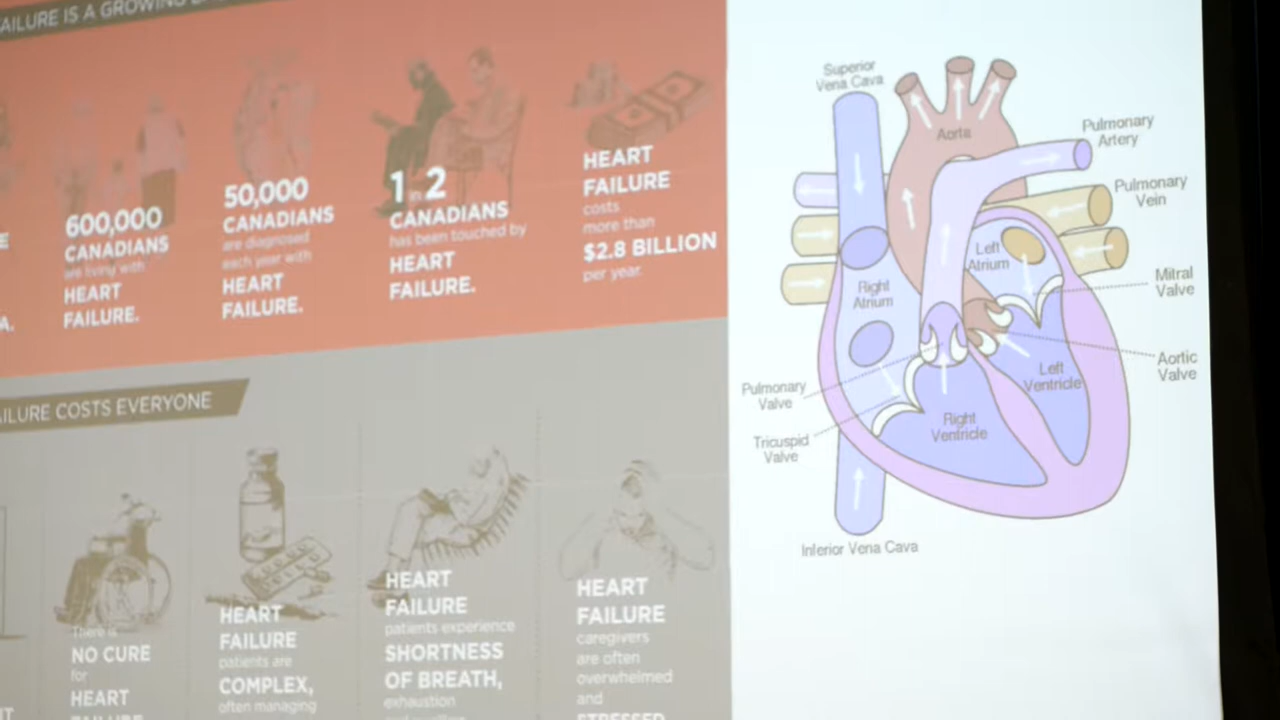 AILURE IS A GROWING
E
A.
600,000
CANADIANS
are living with
HEART
FAILURE.
50,000
CANADIANS
are diagnosed
each year with
HEART
FAILURE.
1 in 2
CANADIANS
has been touched by
HEART
FAILURE.
HEART
FAILURE
costs
more than
$2.8 BILLION
per year.
AILURE COSTS EVERYONE
There is
NO CURE
for
HEART
FAILURE
HEART
FAILURE
patients are
COMPLEX,
often managing
HEART
FAILURE
patients experience
SHORTNESS
OF BREATH,
exhaustion
HEART
FAILURE
caregivers
are often
overwhelmed
and
STRESSED
Superior
Vena Cava
Aorta
Pulmonary
Artery
Pulmonary
Vein
Left
Atrium
Mitral
Valve
Right
Atrium
Aortic
Valve
Left
Ventricle
Pulmonary
Valve
Right
Ventricle
Tricuspid
Valve
Inferior Vena Cava